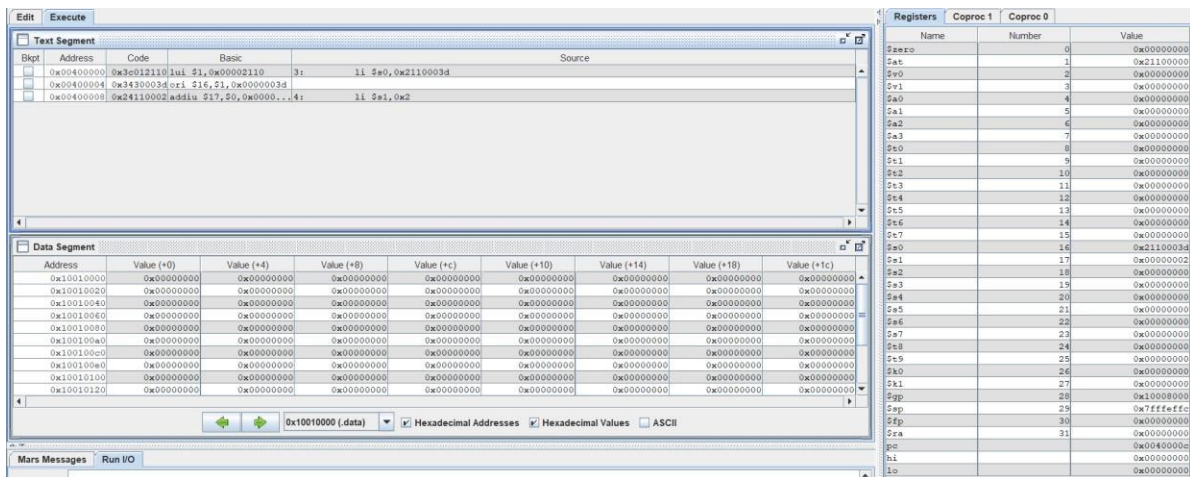 Edit Execute
Text Segment
Bkpt Address Code Basic Source
0x00400000 0x3c012110 lui $1,0x00002110 3: li $s0,0x2110003d
0x00400004 0x3430003d ori $16,$1,0x0000003d
0x00400008 0x24110002 addiu $17,$0,0x0000... 4: li $s1,0x2
Data Segment
Address Value (+0) Value (+4) Value (+8) Value (+c) Value (+10) Value (+14) Value (+18) Value (+1c)
0x10010000 0x00000000 0x00000000 0x00000000 0x00000000 0x00000000 0x00000000 0x00000000 0x00000000
0x10010020 0x00000000 0x00000000 0x00000000 0x00000000 0x00000000 0x00000000 0x00000000 0x00000000
0x10010040 0x00000000 0x00000000 0x00000000 0x00000000 0x00000000 0x00000000 0x00000000 0x00000000
0x10010060 0x00000000 0x00000000 0x00000000 0x00000000 0x00000000 0x00000000 0x00000000 0x00000000
0x10010080 0x00000000 0x00000000 0x00000000 0x00000000 0x00000000 0x00000000 0x00000000 0x00000000
0x100100a0 0x00000000 0x00000000 0x00000000 0x00000000 0x00000000 0x00000000 0x00000000 0x00000000
0x100100c0 0x00000000 0x00000000 0x00000000 0x00000000 0x00000000 0x00000000 0x00000000 0x00000000
0x100100e0 0x00000000 0x00000000 0x00000000 0x00000000 0x00000000 0x00000000 0x00000000 0x00000000
0x10010100 0x00000000 0x00000000 0x00000000 0x00000000 0x00000000 0x00000000 0x00000000 0x00000000
0x10010120 0x00000000 0x00000000 0x00000000 0x00000000 0x00000000 0x00000000 0x00000000 0x00000000
0x10010000 (.data) Hexadecimal Addresses Hexadecimal Values ASCII
Mars Messages Run I/O
Registers Coproc 1 Coproc 0
Name Number Value
$zero 0 0x00000000
$at 1 0x21100000
$v0 2 0x00000000
$v1 3 0x00000000
$a0 4 0x00000000
$a1 5 0x00000000
$a2 6 0x00000000
$a3 7 0x00000000
$t0 8 0x00000000
$t1 9 0x00000000
$t2 10 0x00000000
$t3 11 0x00000000
$t4 12 0x00000000
$t5 13 0x00000000
$t6 14 0x00000000
$t7 15 0x00000000
$s0 16 0x2110003d
$s1 17 0x00000002
$s2 18 0x00000000
$s3 19 0x00000000
$s4 20 0x00000000
$s5 21 0x00000000
$s6 22 0x00000000
$s7 23 0x00000000
$t8 24 0x00000000
$t9 25 0x00000000
$k0 26 0x00000000
$k1 27 0x00000000
$gp 28 0x10008000
$sp 29 0x7fffeffc
$fp 30 0x00000000
$ra 31 0x00000000
pc 0x0040000c
hi 0x00000000
lo 0x00000000